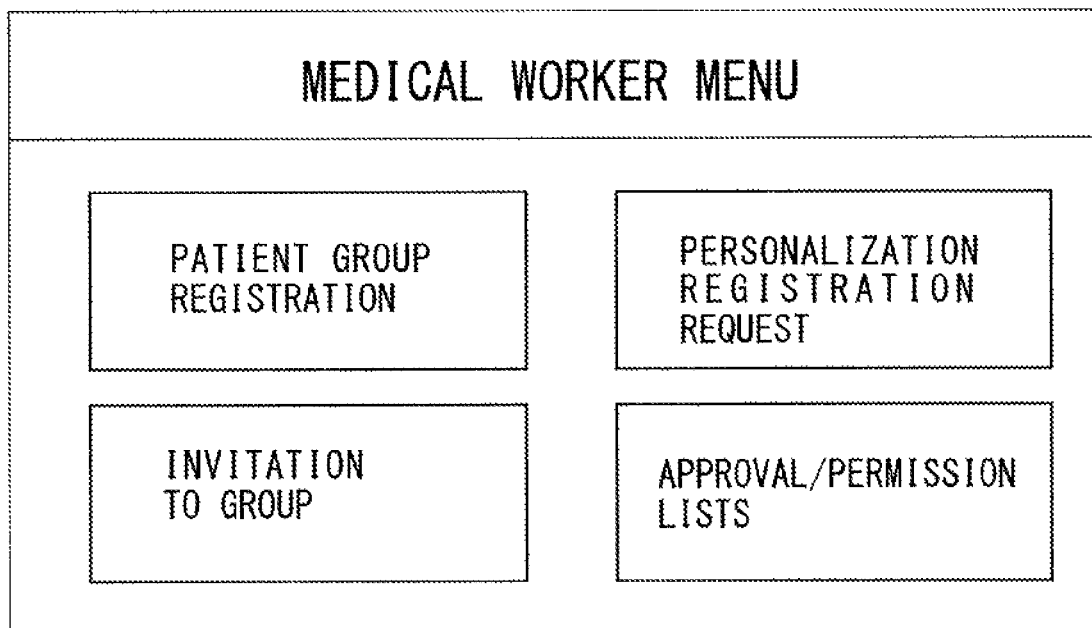 MEDICAL WORKER MENU
PATIENT GROUP
REGISTRATION
PERSONALIZATION
REGISTRATION
REQUEST
INVITATION
TO GROUP
APPROVAL/PERMISSION
LISTS